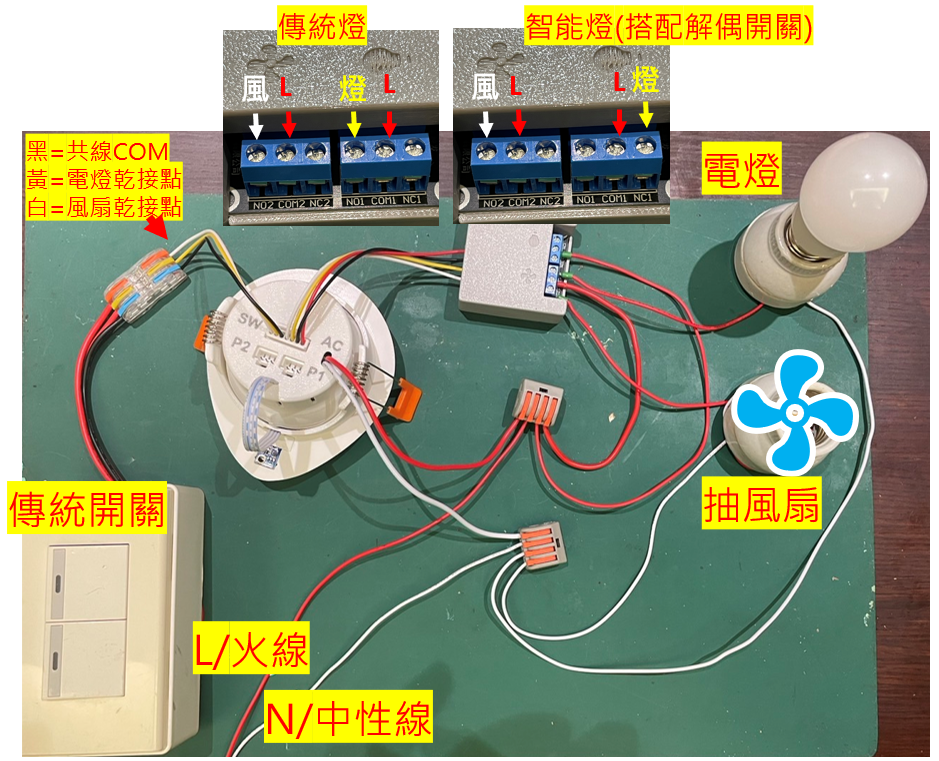 傳統燈
智能燈(搭配解偶開關)
風 L 燈 L
風 L L 燈
NO2 COM2 NC2 NO1 COM1 NC1
NO2 COM2 NC2 NO1 COM1 NC1
黑=共線COM
黃=電燈乾接點
白=風扇乾接點
電燈
SW
AC
P2
P1
傳統開關
抽風扇
L/火線
N/中性線